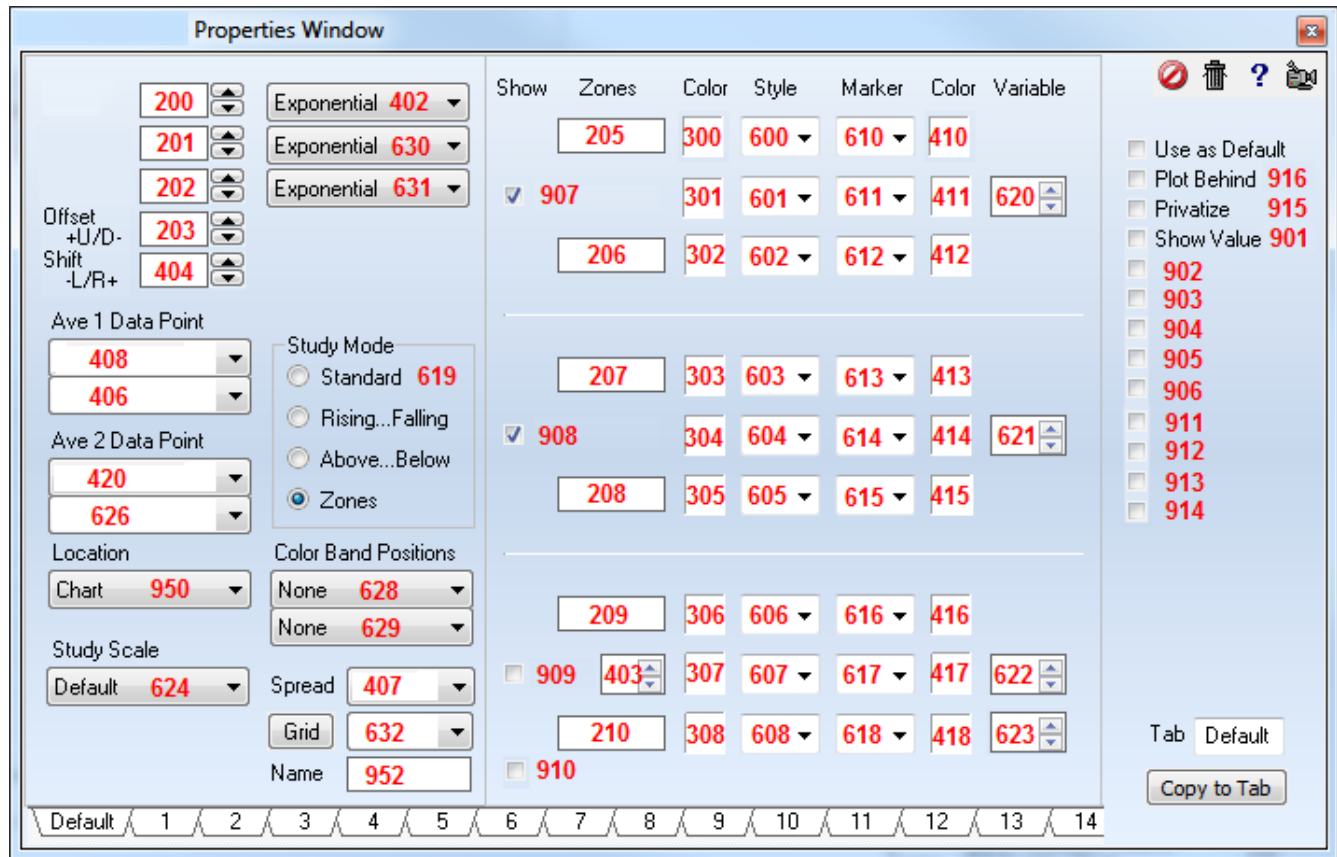 Properties Window
200 Exponential 402
201 Exponential 630
202 Exponential 631
Offset
+U/D- 203
Shift
-L/R+ 404
Ave 1 Data Point
408
406
Ave 2 Data Point
420
626
Study Mode
Standard 619
Rising...Falling
Above...Below
Zones
Location
Chart 950
Color Band Positions
None 628
None 629
Study Scale
Default 624
Spread 407
Grid 632
Name 952
Show Zones Color Style Marker Color Variable
205 300 600 610 410
907 301 601 611 411 620
206 302 602 612 412
207 303 603 613 413
908 304 604 614 414 621
208 305 605 615 415
209 306 606 616 416
909 403 307 607 617 417 622
210 308 608 618 418 623
910
?
Use as Default
Plot Behind 916
Privatize 915
Show Value 901
902
903
904
905
906
911
912
913
914
Tab Default
Copy to Tab
Default 1 2 3 4 5 6 7 8 9 10 11 12 13 14